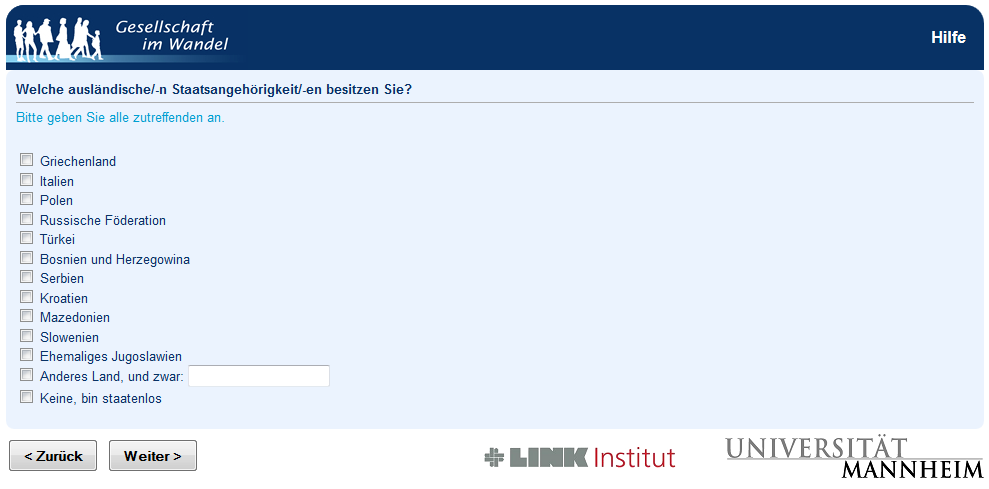 Gesellschaft
im Wandel
Hilfe
Welche ausländische/-n Staatsangehörigkeit/-en besitzen Sie?
Bitte geben Sie alle zutreffenden an.
Griechenland
Italien
Polen
Russische Föderation
Türkei
Bosnien und Herzegowina
Serbien
Kroatien
Mazedonien
Slowenien
Ehemaliges Jugoslawien
Anderes Land, und zwar:
Keine, bin staatenlos
< Zurück Weiter >
LINK Institut
UNIVERSITÄT
MANNHEIM